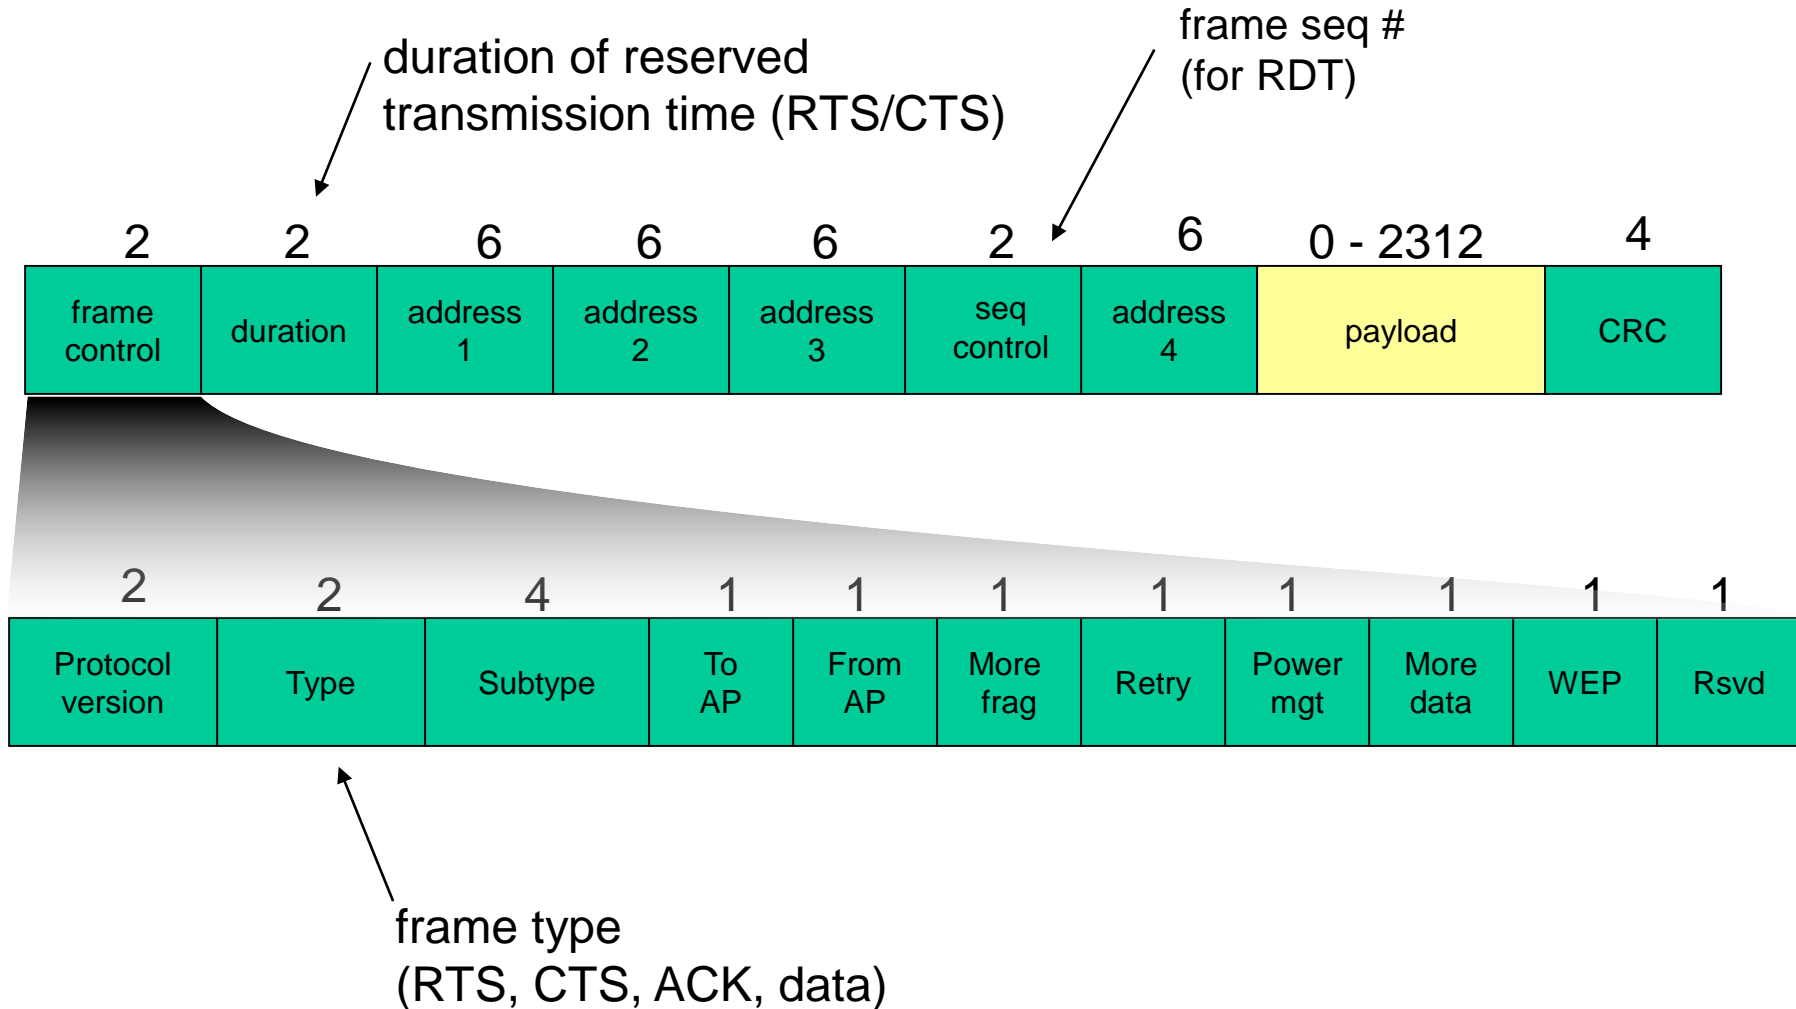 duration of reserved
transmission time (RTS/CTS)
frame seq #
(for RDT)
2 2 6 6 6 2 6 0 - 2312 4
frame
control
duration
address
1
address
2
address
3
seq
control
address
4
payload
CRC
2 2 4 1 1 1 1 1 1 1 1
Protocol
version
Type
Subtype
To
AP
From
AP
More
frag
Retry
Power
mgt
More
data
WEP
Rsvd
frame type
(RTS, CTS, ACK, data)